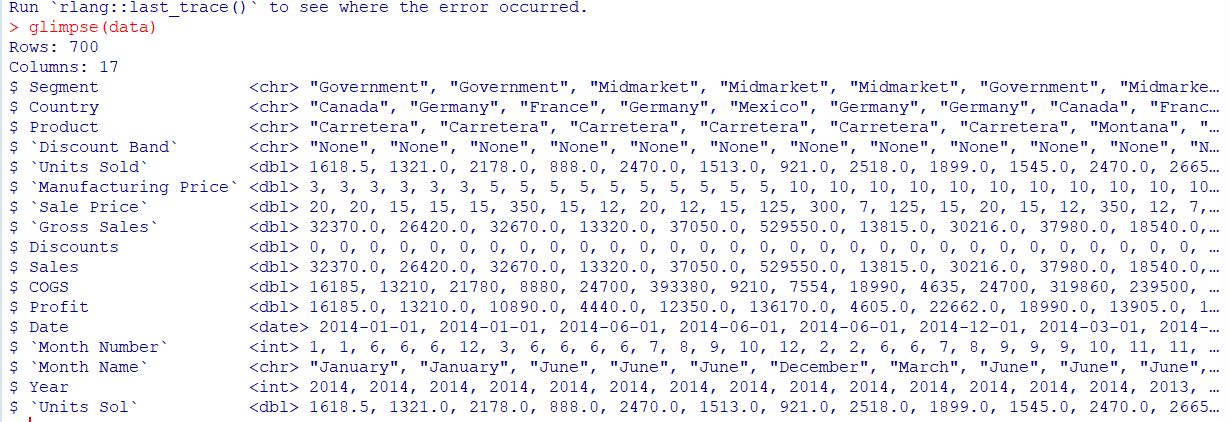 Run `rlang::last_trace()` to see where the error occurred.
> glimpse(data)
Rows: 700
Columns: 17
$ Segment <chr> "Government", "Government", "Midmarket", "Midmarket", "Midmarket", "Government", "Midmarke…
$ Country <chr> "Canada", "Germany", "France", "Germany", "Mexico", "Germany", "Germany", "Canada", "Franc…
$ Product <chr> "Carretera", "Carretera", "Carretera", "Carretera", "Carretera", "Carretera", "Montana", "…
$ `Discount Band` <chr> "None", "None", "None", "None", "None", "None", "None", "None", "None", "None", "None", "N…
$ `Units Sold` <dbl> 1618.5, 1321.0, 2178.0, 888.0, 2470.0, 1513.0, 921.0, 2518.0, 1899.0, 1545.0, 2470.0, 2665…
$ `Manufacturing Price` <dbl> 3, 3, 3, 3, 3, 3, 5, 5, 5, 5, 5, 5, 5, 5, 5, 5, 10, 10, 10, 10, 10, 10, 10, 10, 10, 10, 10…
$ `Sale Price` <dbl> 20, 20, 15, 15, 15, 350, 15, 12, 20, 12, 15, 125, 300, 7, 125, 15, 20, 15, 12, 350, 12, 7,…
$ `Gross Sales` <dbl> 32370.0, 26420.0, 32670.0, 13320.0, 37050.0, 529550.0, 13815.0, 30216.0, 37980.0, 18540.0,…
$ Discounts <dbl> 0, 0, 0, 0, 0, 0, 0, 0, 0, 0, 0, 0, 0, 0, 0, 0, 0, 0, 0, 0, 0, 0, 0, 0, 0, 0, 0, 0, 0, 0, …
$ Sales <dbl> 32370.0, 26420.0, 32670.0, 13320.0, 37050.0, 529550.0, 13815.0, 30216.0, 37980.0, 18540.0,…
$ COGS <dbl> 16185, 13210, 21780, 8880, 24700, 393380, 9210, 7554, 18990, 4635, 24700, 319860, 239500, …
$ Profit <dbl> 16185.0, 13210.0, 10890.0, 4440.0, 12350.0, 136170.0, 4605.0, 22662.0, 18990.0, 13905.0, 1…
$ Date <date> 2014-01-01, 2014-01-01, 2014-06-01, 2014-06-01, 2014-06-01, 2014-12-01, 2014-03-01, 2014-…
$ `Month Number` <int> 1, 1, 6, 6, 6, 12, 3, 6, 6, 6, 6, 7, 8, 9, 10, 12, 2, 2, 6, 6, 7, 8, 9, 9, 9, 10, 11, 11, …
$ `Month Name` <chr> "January", "January", "June", "June", "June", "December", "March", "June", "June", "June",…
$ Year <int> 2014, 2014, 2014, 2014, 2014, 2014, 2014, 2014, 2014, 2014, 2014, 2014, 2014, 2014, 2013, …
$ `Units Sol` <dbl> 1618.5, 1321.0, 2178.0, 888.0, 2470.0, 1513.0, 921.0, 2518.0, 1899.0, 1545.0, 2470.0, 2665…